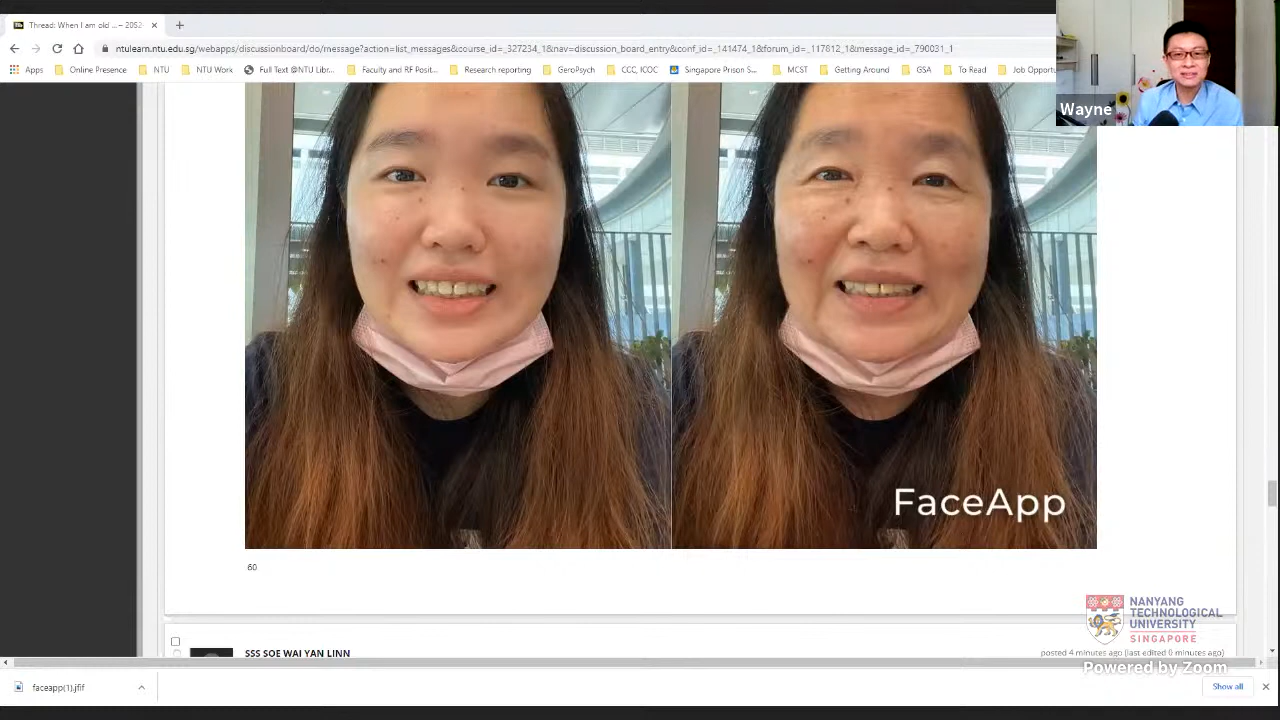 Thread: When I am old ... – 20S2-
ntulearn.ntu.edu.sg/webapps/discussionboard/do/message?action=list_messages&course_id=_327234_1&nav=discussion_board_entry&conf_id=_141474_1&forum_id=_117812_1&message_id=_790031_1
Apps Online Presence NTU NTU Work Full Text @NTU Libr... Faculty and RF Posit... Research reporting GeroPsych CCC, ICOC Singapore Prison S... MCST Getting Around GSA To Read Job Opportu
Wayne
FaceApp
60
NANYANG
TECHNOLOGICAL
UNIVERSITY
SINGAPORE
SSS SOE WAI YAN LINN
posted 4 minutes ago (last edited 0 minutes ago)
Powered by Zoom
faceapp(1).jfif
Show all